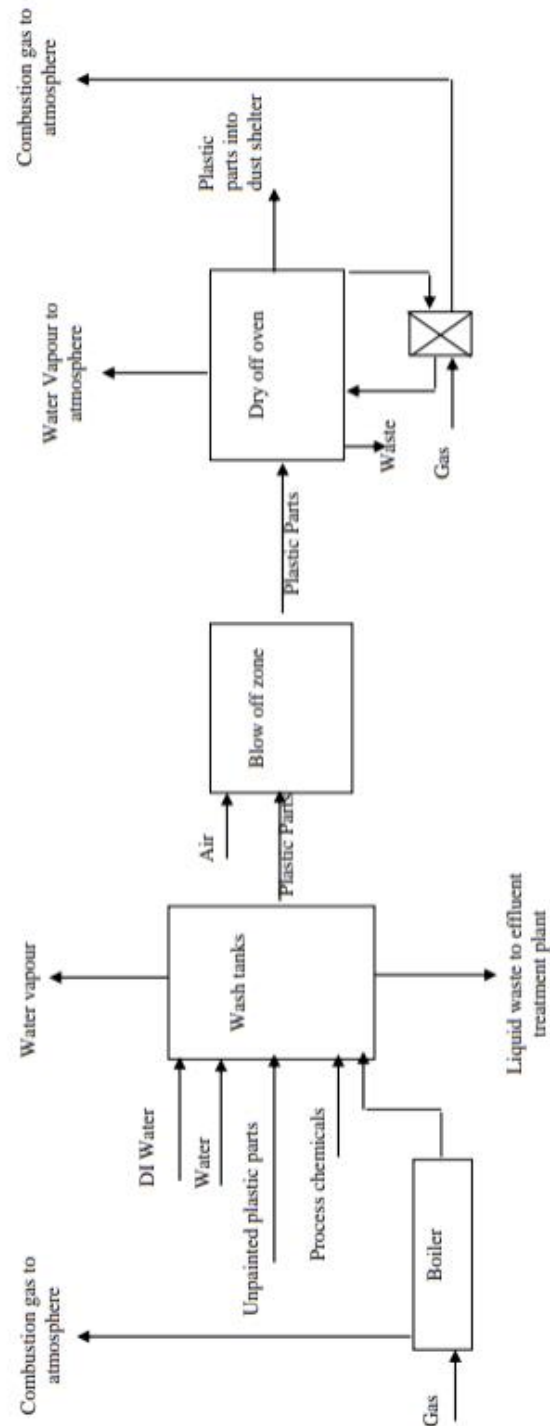 Combustion gas to
atmosphere
Gas
Boiler
DI Water
Water
Unpainted plastic parts
Process chemicals
Water vapour
Wash tanks
Liquid waste to effluent
treatment plant
Plastic Parts
Air
Blow off zone
Plastic Parts
Water Vapour to
atmosphere
Dry off oven
Waste
Gas
Plastic
parts into
dust shelter
Combustion gas to
atmosphere